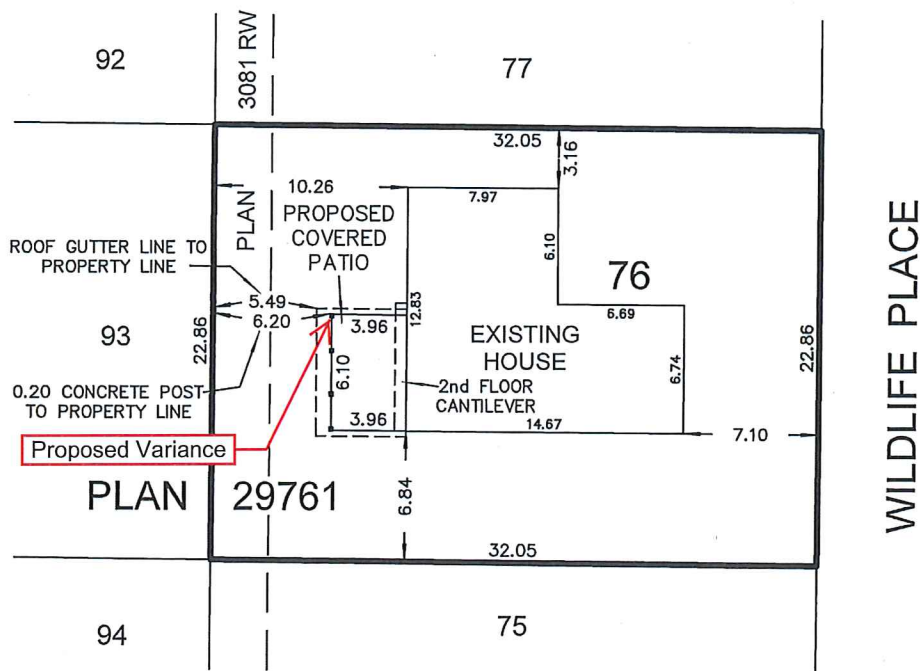 92
3081 RW
77
32.05
3.16
10.26
7.97
PLAN
PROPOSED
COVERED
PATIO
ROOF GUTTER LINE TO
PROPERTY LINE
6.10
76
5.49
6.20
3.96
12.83
6.69
93
22.86
EXISTING
HOUSE
6.10
6.74
22.86
WILDLIFE PLACE
0.20 CONCRETE POST
TO PROPERTY LINE
2nd FLOOR
CANTILEVER
3.96
14.67
7.10
Proposed Variance
PLAN 29761
6.84
32.05
94
75